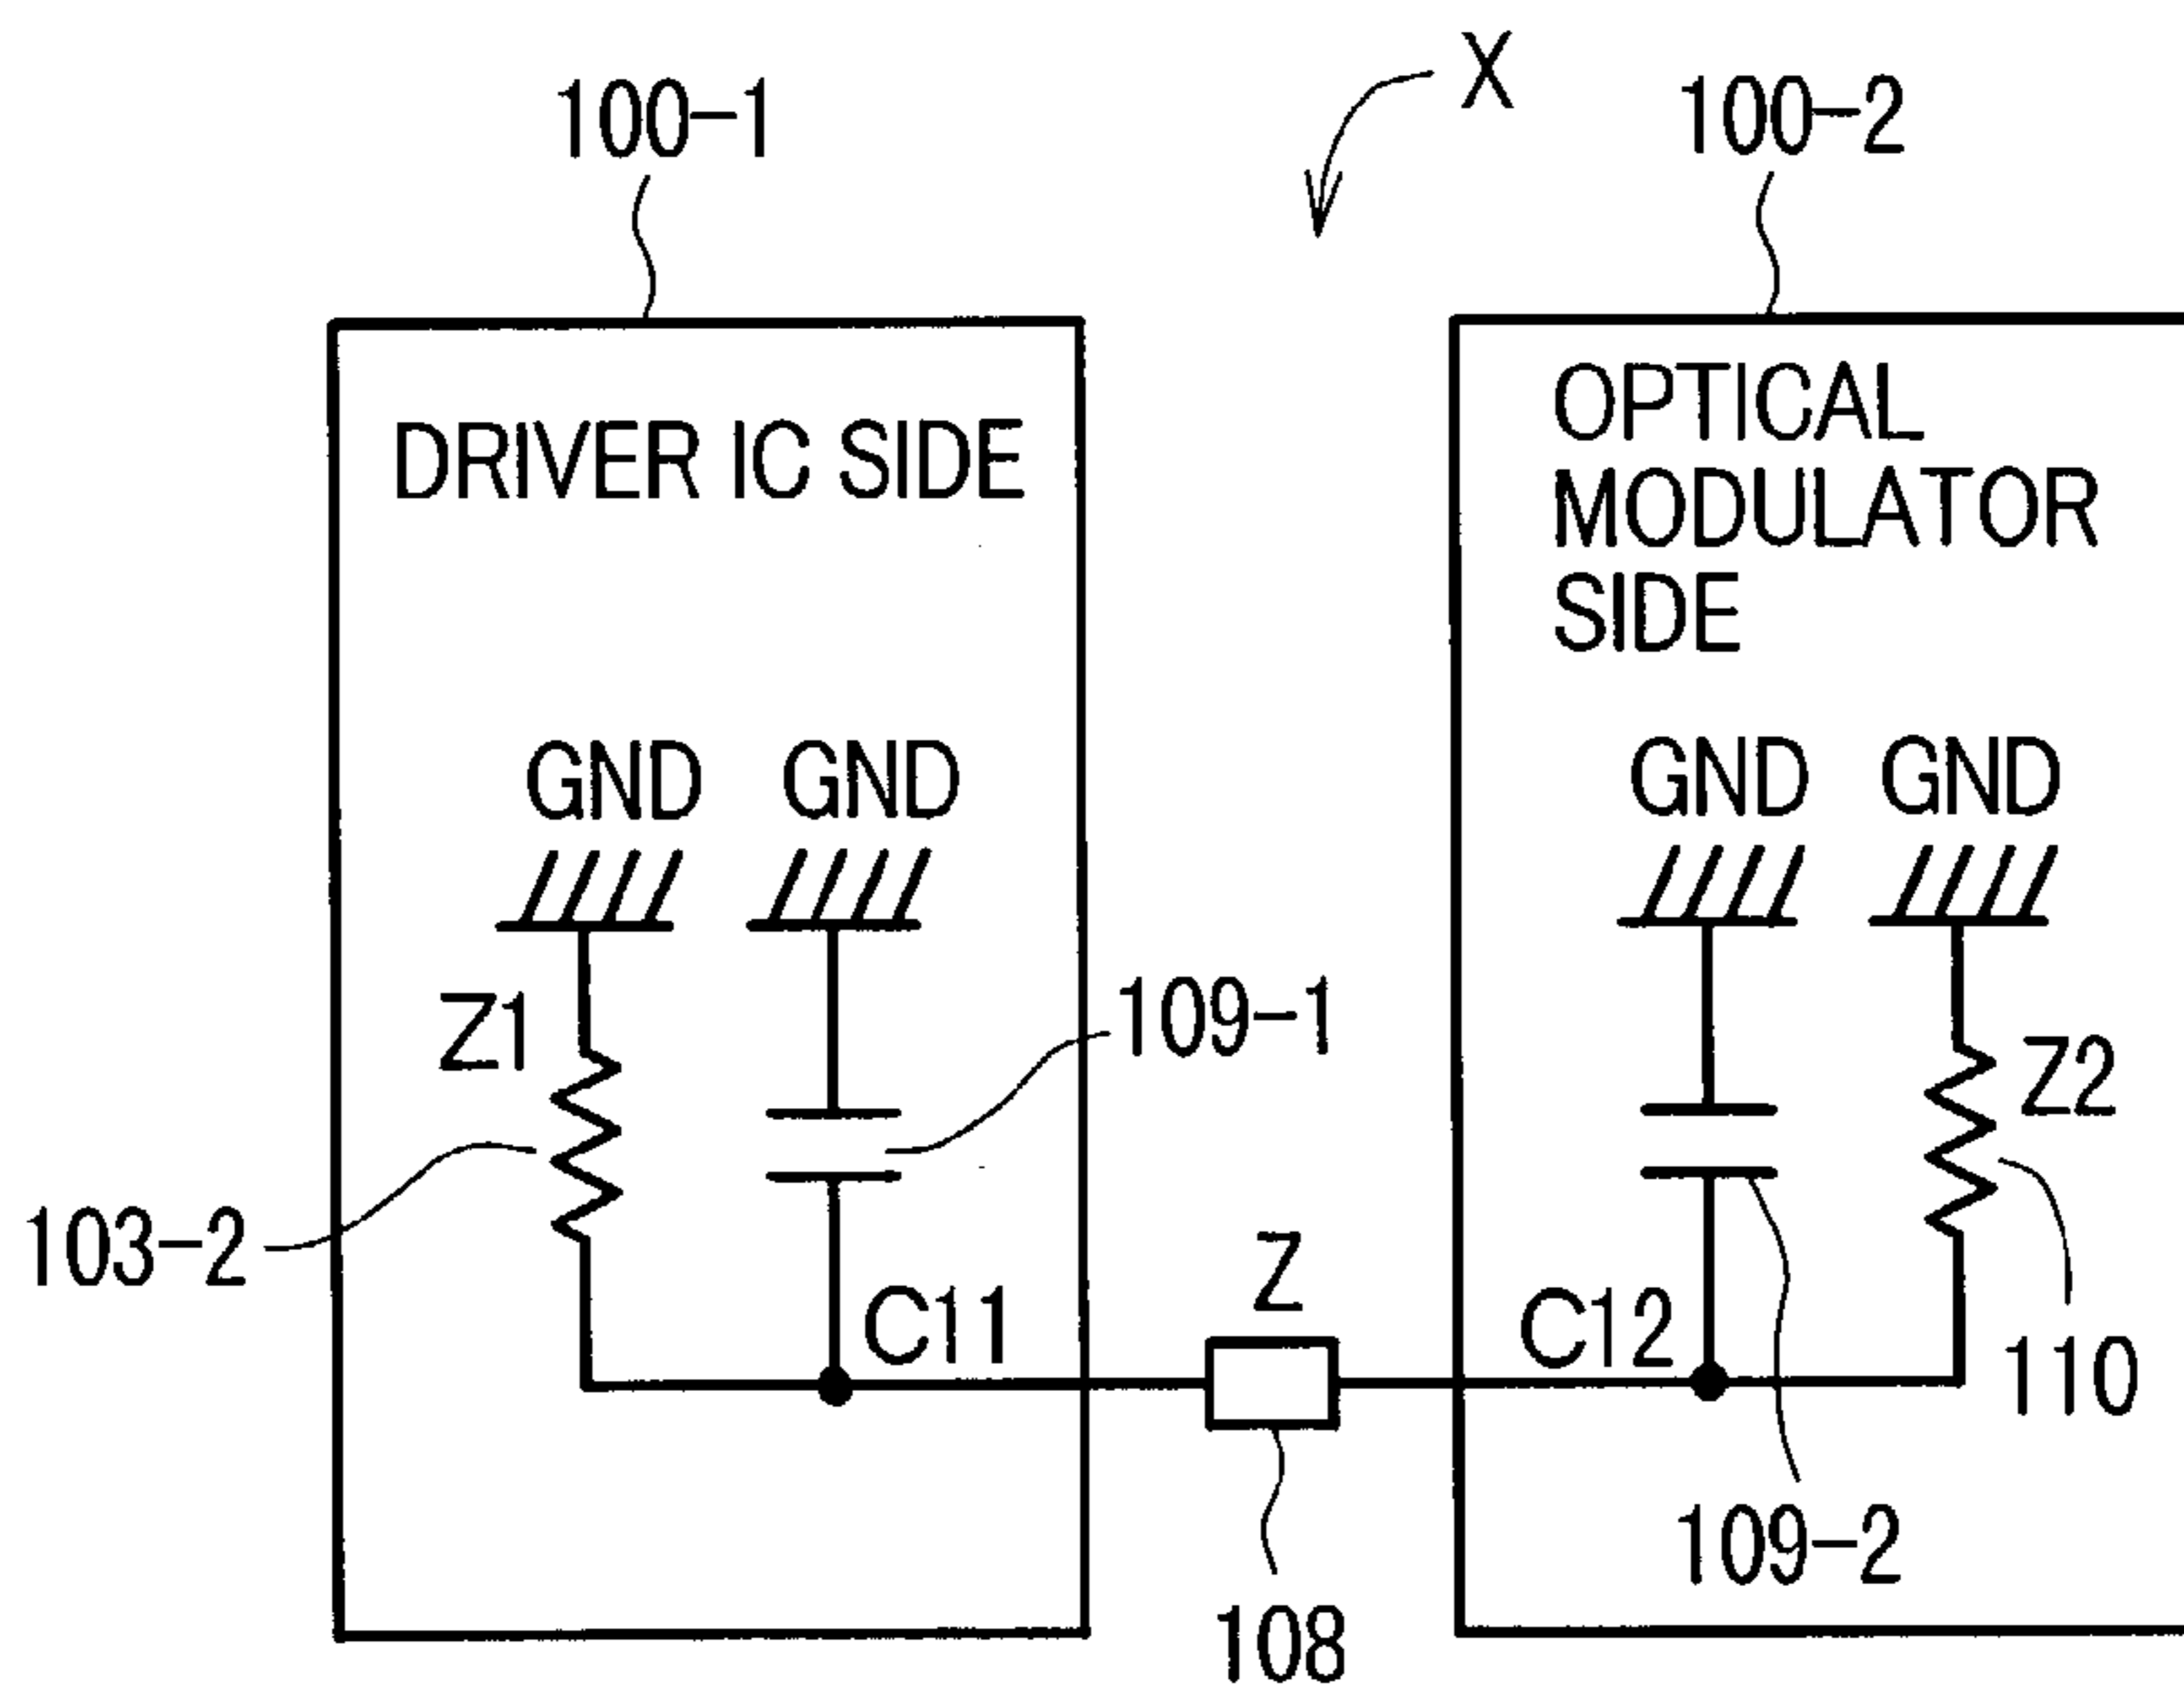 X
100-1
100-2
DRIVER IC SIDE
OPTICAL
MODULATOR
SIDE
GND GND
GND GND
Z1
109-1
Z2
103-2
Z
C11
C12
110
109-2
108